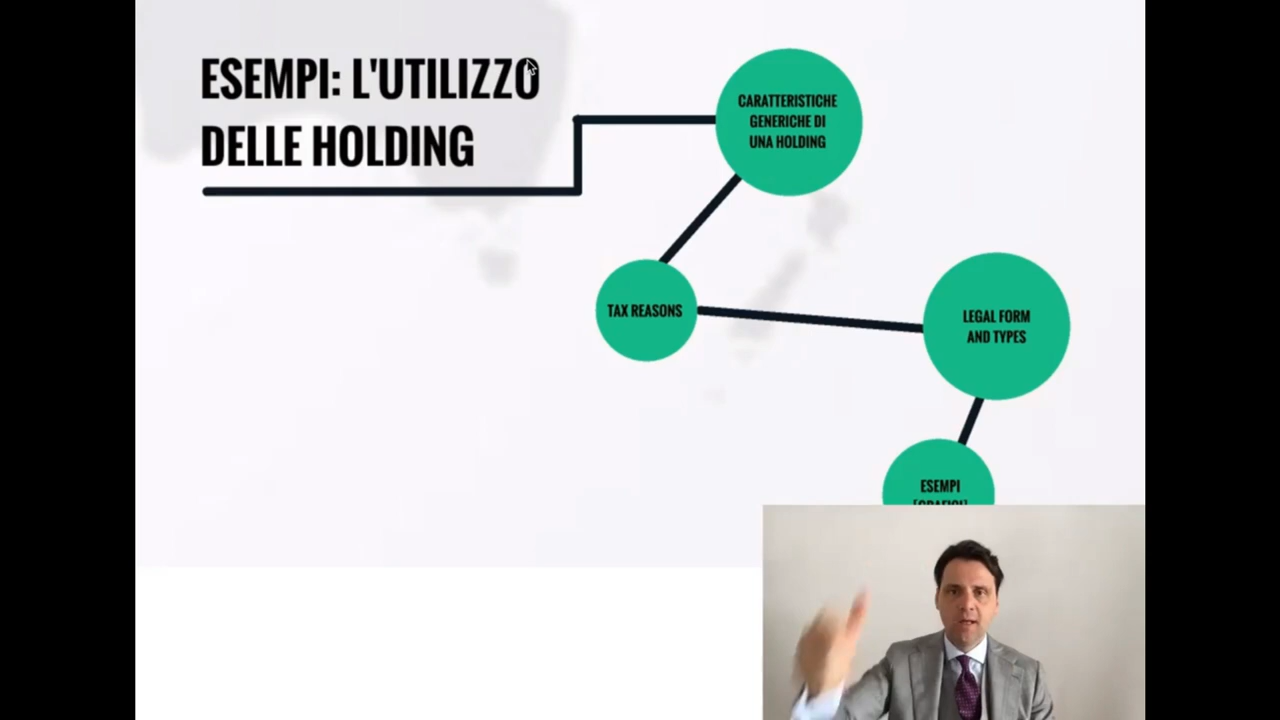 ESEMPI: L'UTILIZZO
DELLE HOLDING
CARATTERISTICHE
GENERICHE DI
UNA HOLDING
TAX REASONS
LEGAL FORM
AND TYPES
ESEMPI